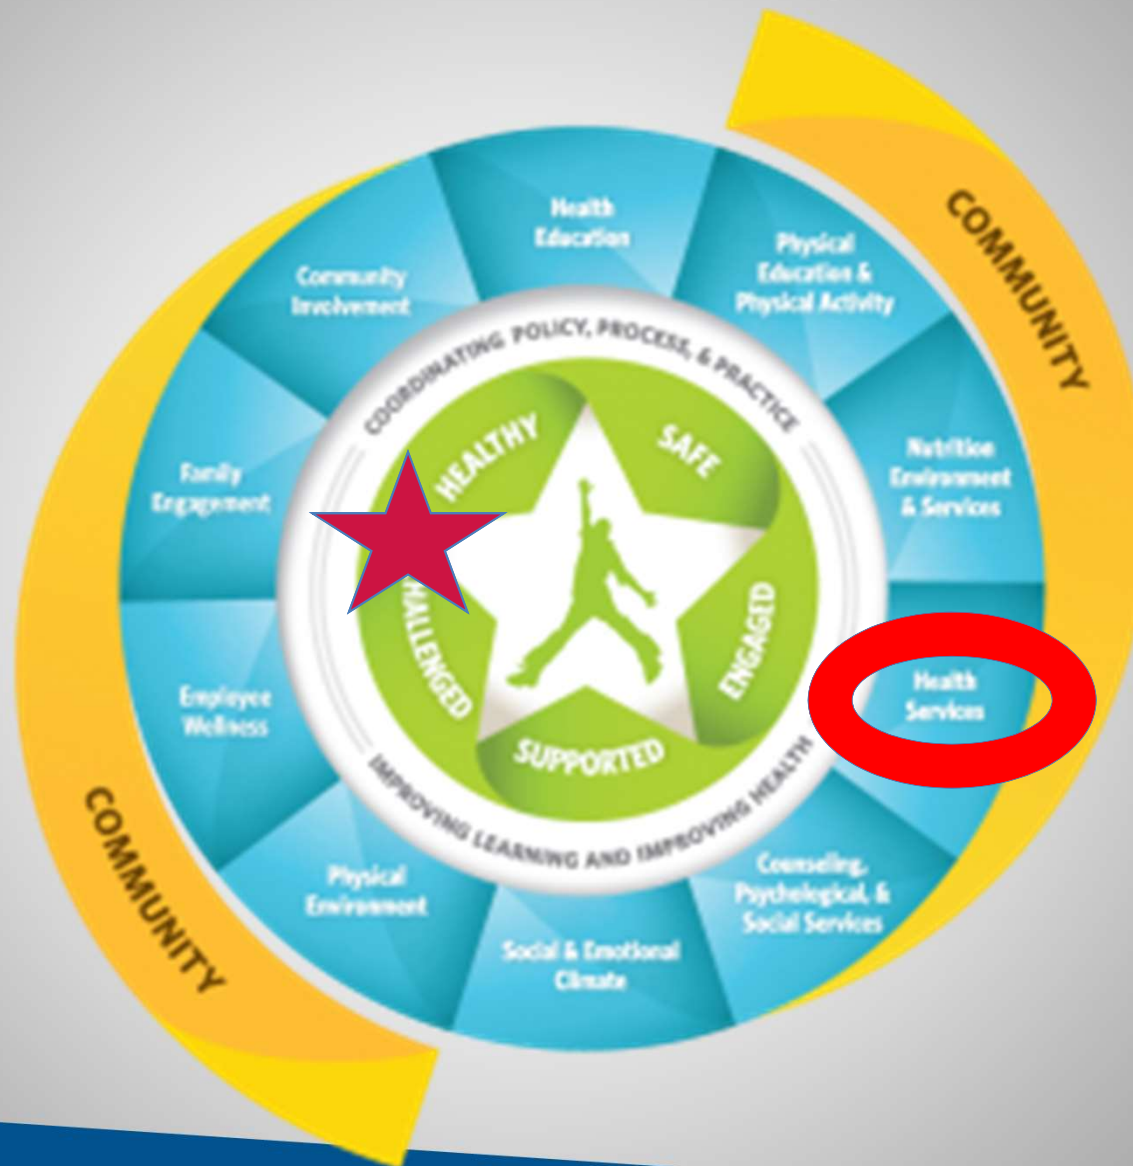 COMMUNITY
Health
Education
Physical
Education &
Physical Activity
Nutrition
Environment
& Services
Health
Services
Counseling,
Psychological, &
Social Services
Social & Emotional
Climate
Physical
Environment
Employee
Wellness
Family
Engagement
Community
Involvement
COORDINATING POLICY, PROCESS, & PRACTICE
IMPROVING LEARNING AND IMPROVING HEALTH
HEALTHY
SAFE
ENGAGED
SUPPORTED
HALLENGED
COMMUNITY